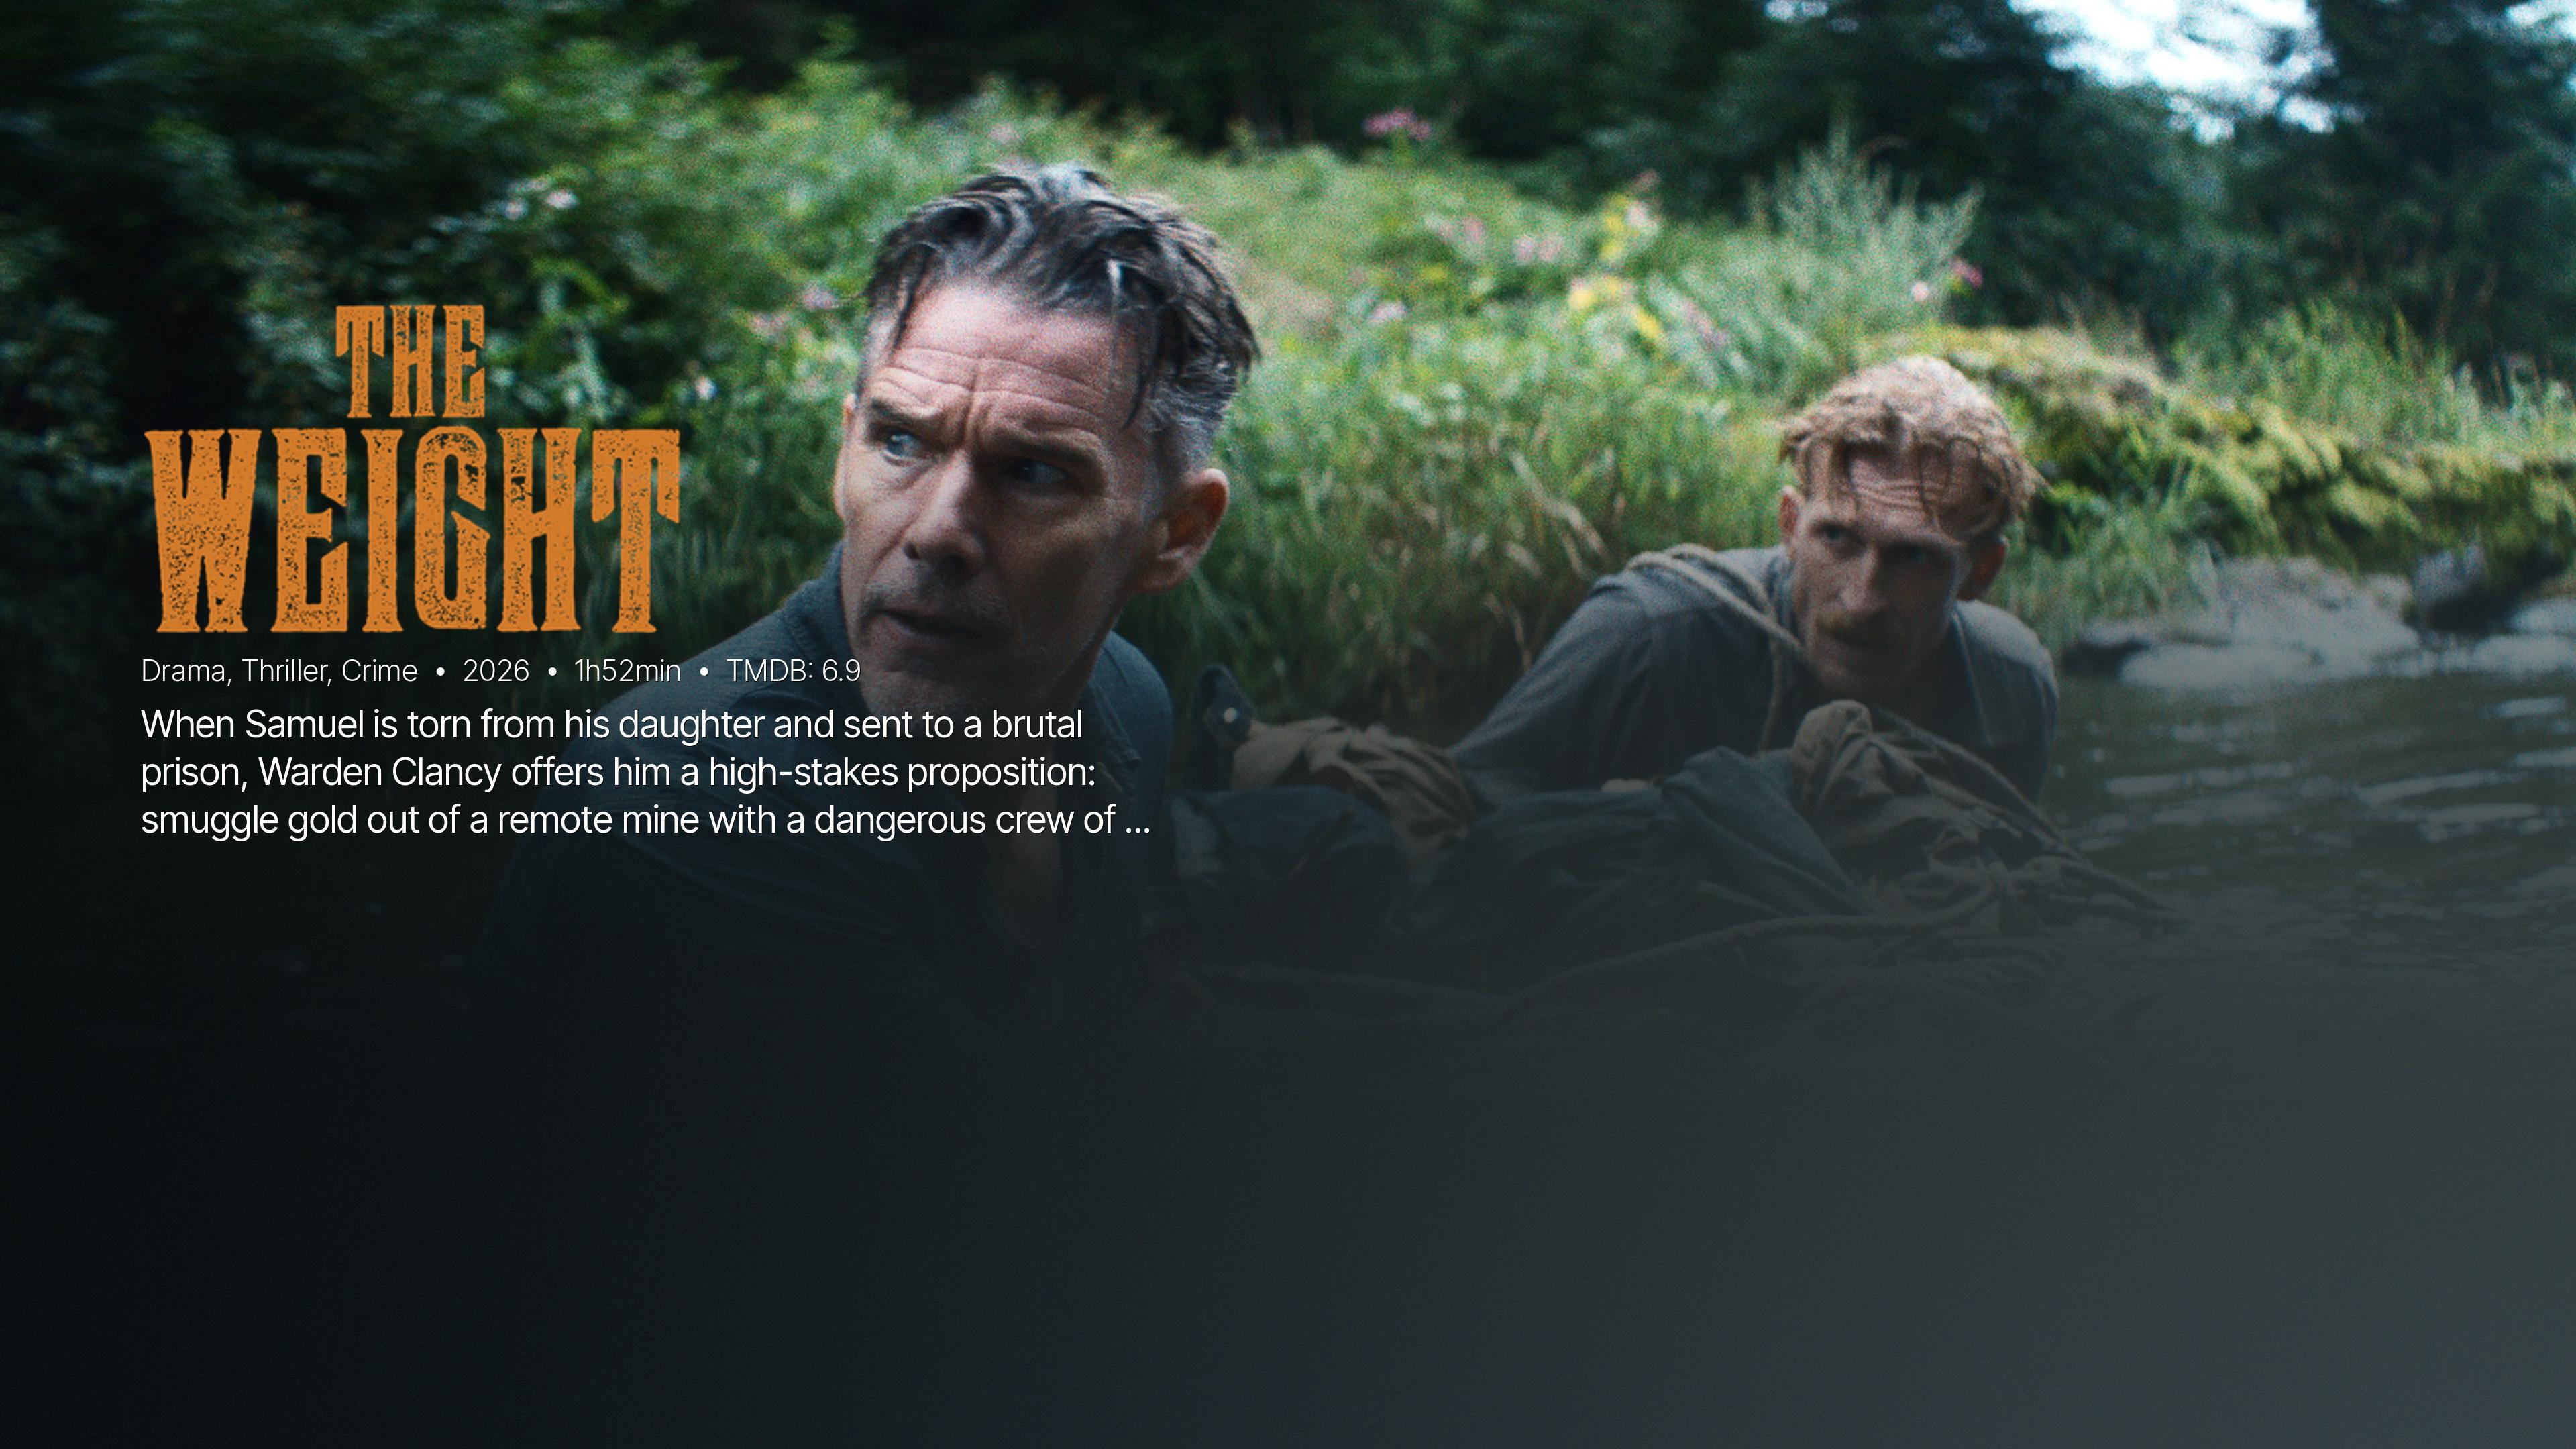 THE
WEIGHT
Drama, Thriller, Crime • 2026 • 1h52min • TMDB: 6.9
When Samuel is torn from his daughter and sent to a brutal
prison, Warden Clancy offers him a high-stakes proposition:
smuggle gold out of a remote mine with a dangerous crew of ...